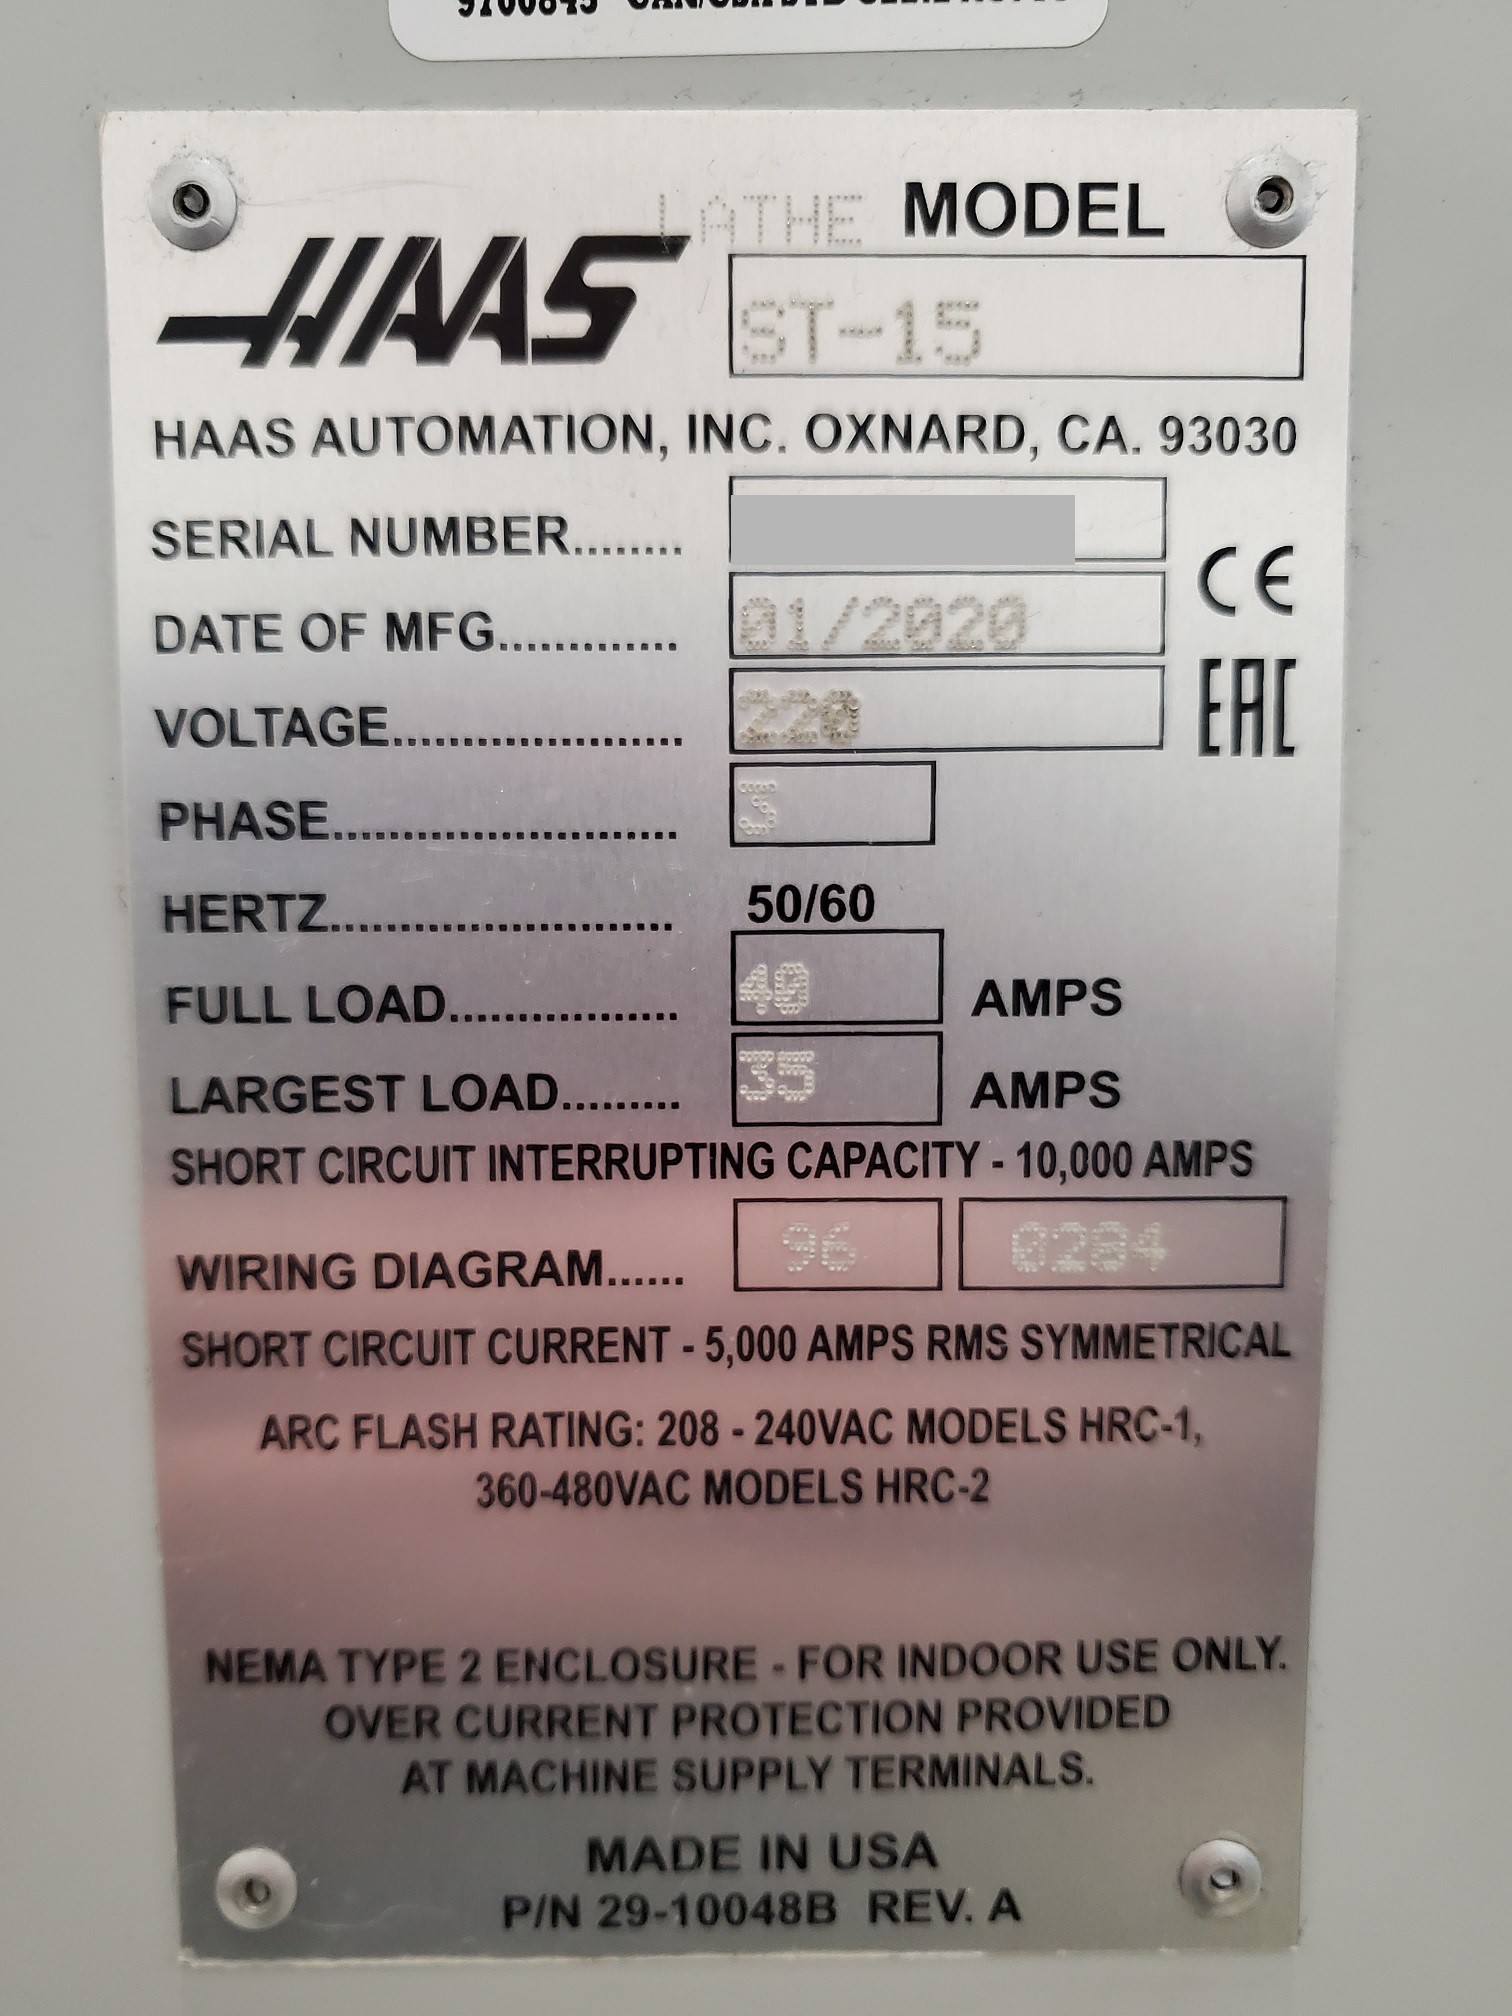 9700845
LATHE MODEL
HAAS
ST-15
HAAS AUTOMATION, INC. OXNARD, CA. 93030
SERIAL NUMBER........
DATE OF MFG............. 01/2020
CE
VOLTAGE..................... 220
EAC
PHASE......................... 3
HERTZ......................... 50/60
FULL LOAD................. 40 AMPS
LARGEST LOAD......... 35 AMPS
SHORT CIRCUIT INTERRUPTING CAPACITY - 10,000 AMPS
WIRING DIAGRAM...... 96 0284
SHORT CIRCUIT CURRENT - 5,000 AMPS RMS SYMMETRICAL
ARC FLASH RATING: 208 - 240VAC MODELS HRC-1,
360-480VAC MODELS HRC-2
NEMA TYPE 2 ENCLOSURE - FOR INDOOR USE ONLY.
OVER CURRENT PROTECTION PROVIDED
AT MACHINE SUPPLY TERMINALS.
MADE IN USA
P/N 29-10048B REV. A